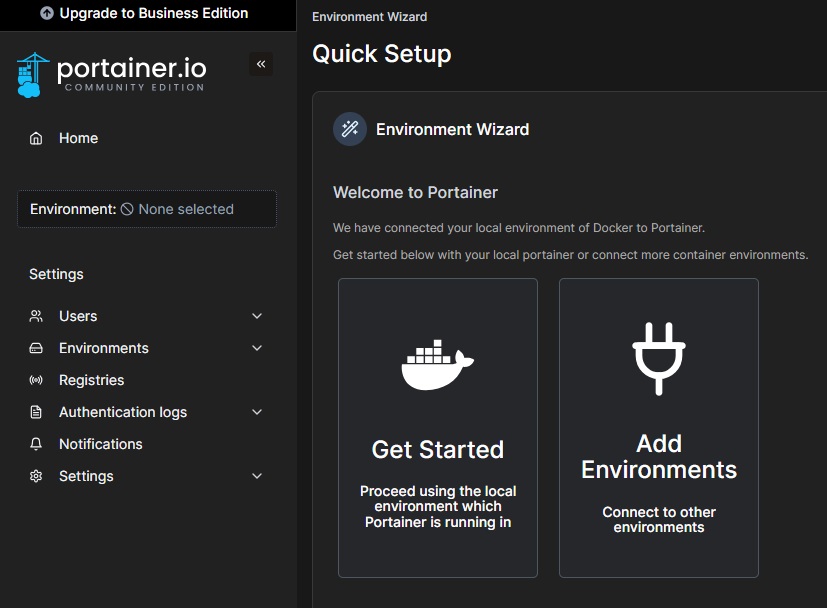 Upgrade to Business Edition
portainer.io
COMMUNITY EDITION
Home
Environment: None selected
Settings
Users
Environments
Registries
Authentication logs
Notifications
Settings
Environment Wizard
Quick Setup
Environment Wizard
Welcome to Portainer
We have connected your local environment of Docker to Portainer.
Get started below with your local portainer or connect more container environments.
Get Started
Proceed using the local
environment which
Portainer is running in
Add
Environments
Connect to other
environments